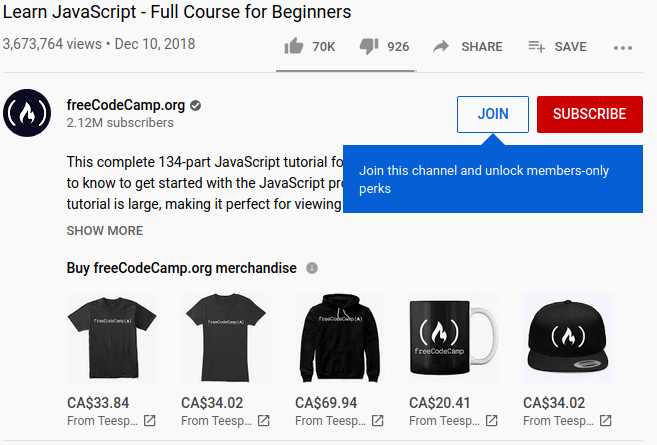 Learn JavaScript - Full Course for Beginners
3,673,764 views • Dec 10, 2018
70K
926
SHARE
SAVE
freeCodeCamp.org
2.12M subscribers
JOIN
SUBSCRIBE
This complete 134-part JavaScript tutorial fo
to know to get started with the JavaScript pro
tutorial is large, making it perfect for viewing
Join this channel and unlock members-only
perks
SHOW MORE
Buy freeCodeCamp.org merchandise
freeCodeCamp(🔥)
freeCodeCamp(🔥)
freeCodeCamp(🔥)
freeCodeCamp
CA$33.84
CA$34.02
CA$69.94
CA$20.41
CA$34.02
From Teesp...
From Teesp...
From Teesp...
From Teesp...
From Teesp...